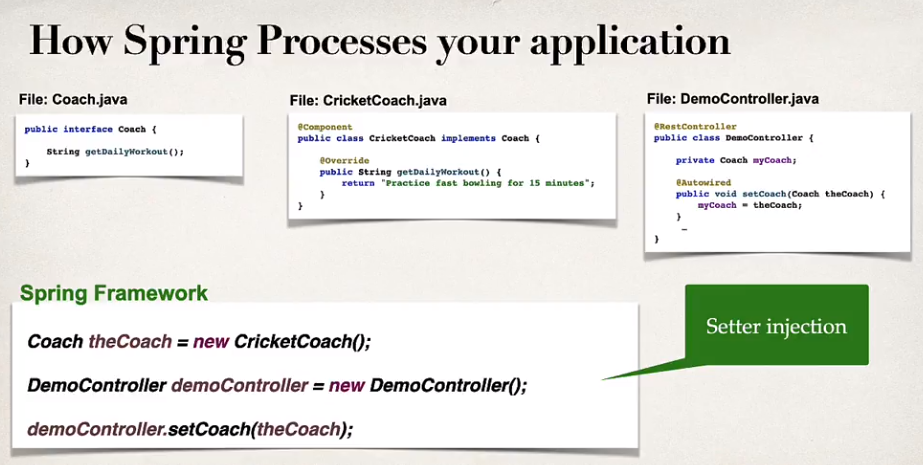 How Spring Processes your application
File: Coach.java
public interface Coach {
String getDailyWorkout();
}
File: CricketCoach.java
@Component
public class CricketCoach implements Coach {
@Override
public String getDailyWorkout() {
return "Practice fast bowling for 15 minutes";
}
}
File: DemoController.java
@RestController
public class DemoController {
private Coach myCoach;
@Autowired
public void setCoach(Coach theCoach) {
myCoach = theCoach;
}
…
}
Spring Framework
Coach theCoach = new CricketCoach();
DemoController demoController = new DemoController();
demoController.setCoach(theCoach);
Setter injection